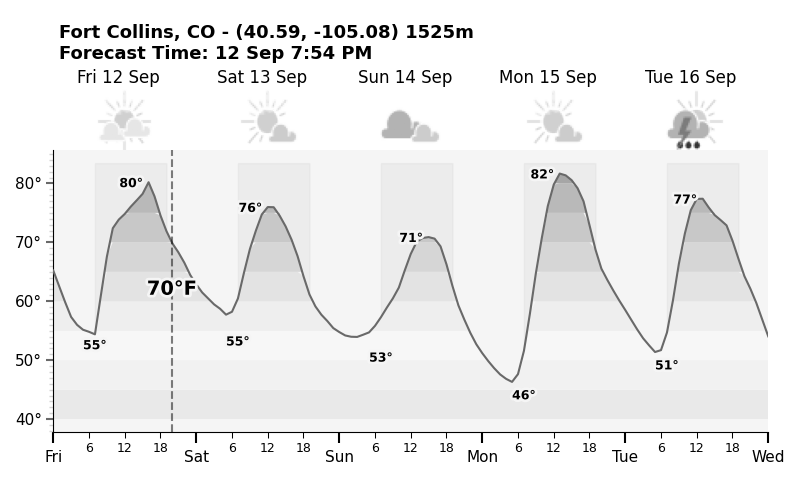 Fort Collins, CO - (40.59, -105.08) 1525m
Forecast Time: 12 Sep 7:54 PM
Fri 12 Sep Sat 13 Sep Sun 14 Sep Mon 15 Sep Tue 16 Sep
80° 80° 76° 71° 82° 77°
70°
60° 70°F
50° 55° 55° 53° 46° 51°
40°
6 12 18 6 12 18 6 12 18 6 12 18 6 12 18
Fri Sat Sun Mon Tue Wed